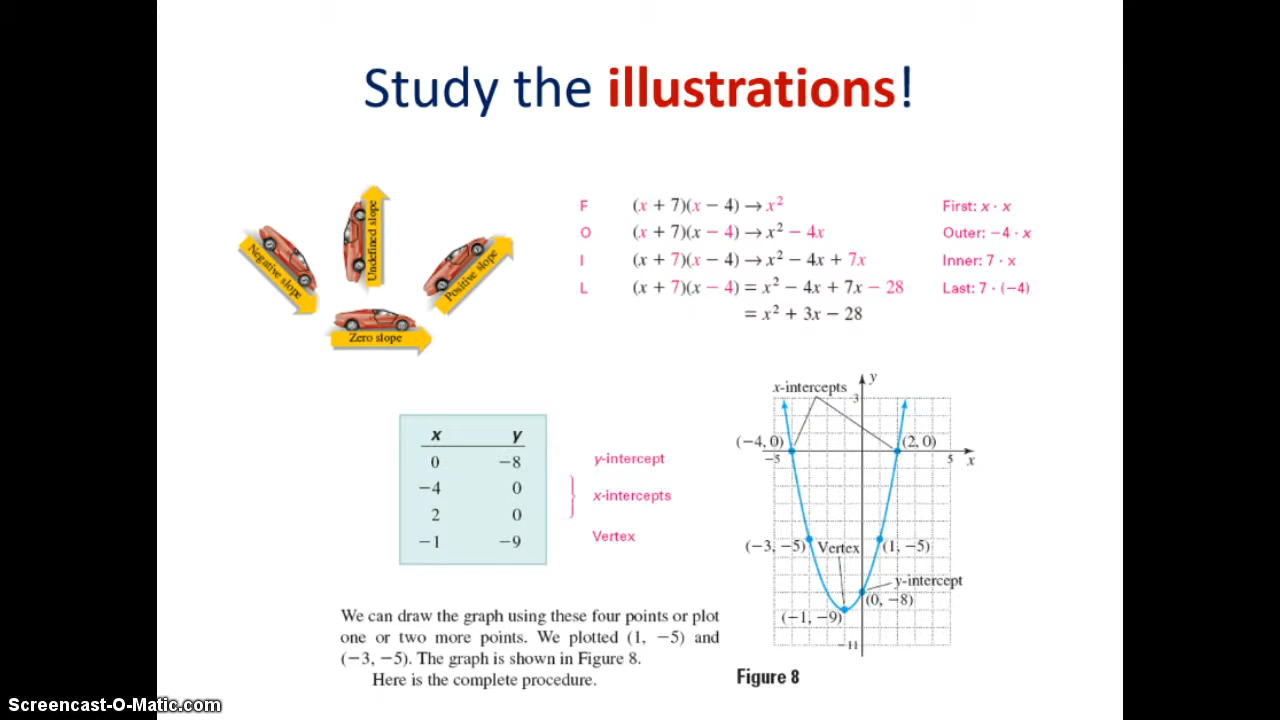 Study the illustrations!
Negative slope
Undefined slope
Positive slope
Zero slope
F (x + 7)(x − 4) → x² First: x · x
O (x + 7)(x − 4) → x² − 4x Outer: −4 · x
I (x + 7)(x − 4) → x² − 4x + 7x Inner: 7 · x
L (x + 7)(x − 4) = x² − 4x + 7x − 28 Last: 7 · (−4)
= x² + 3x − 28
x y
0 −8 y-intercept
−4 0
x-intercepts
2 0
−1 −9 Vertex
We can draw the graph using these four points or plot
one or two more points. We plotted (1, −5) and
(−3, −5). The graph is shown in Figure 8.
Here is the complete procedure.
y
x-intercepts
3
(−4, 0) (2, 0)
−5 5 x
(−3, −5) Vertex (1, −5)
y-intercept
(0, −8)
(−1, −9)
−11
Figure 8
Screencast-O-Matic.com